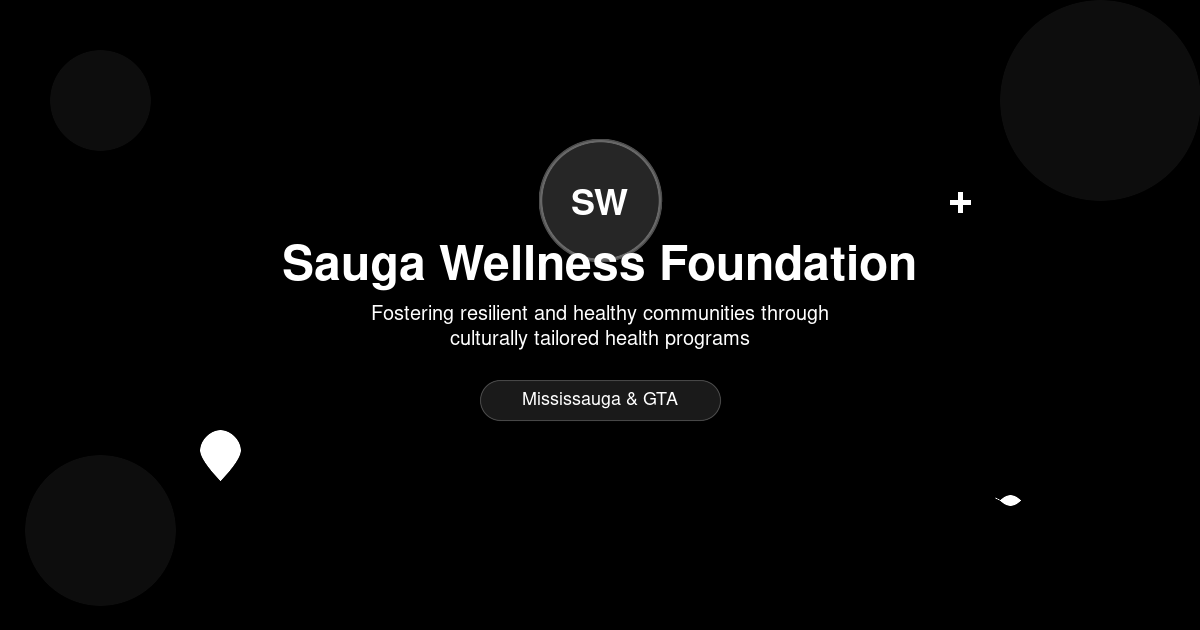 SW
Sauga Wellness Foundation
Fostering resilient and healthy communities through
culturally tailored health programs
Mississauga & GTA